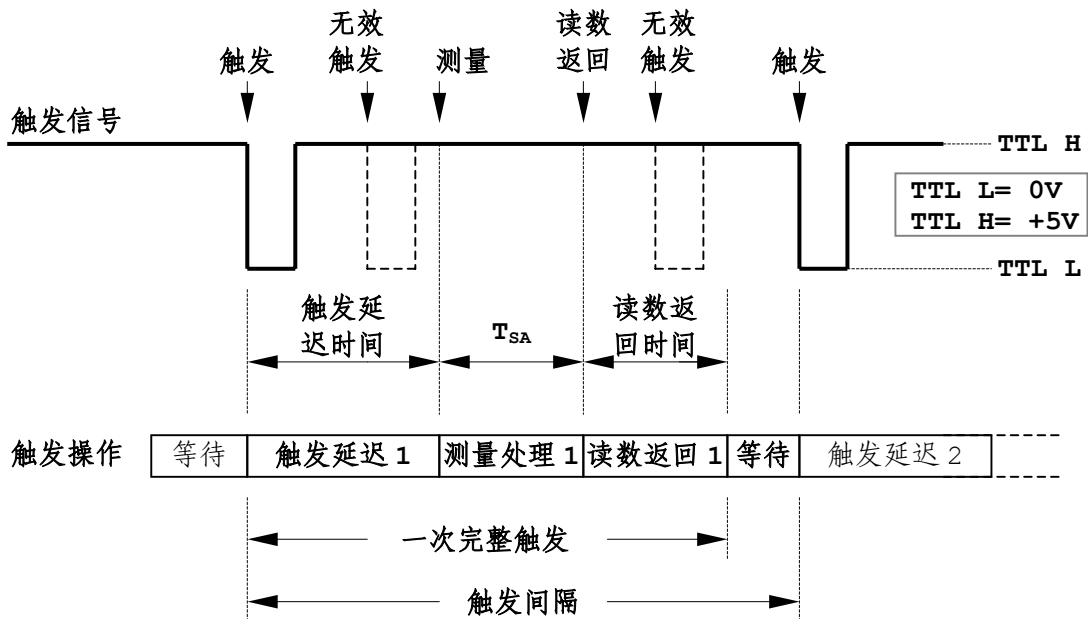 触发
无效
触发
测量
读数
返回
无效
触发
触发
触发信号
TTL H
TTL L= 0V
TTL H= +5V
TTL L
触发延
迟时间
TSA
读数返
回时间
触发操作
等待
触发延迟 1
测量处理 1
读数返回 1
等待
触发延迟 2
一次完整触发
触发间隔